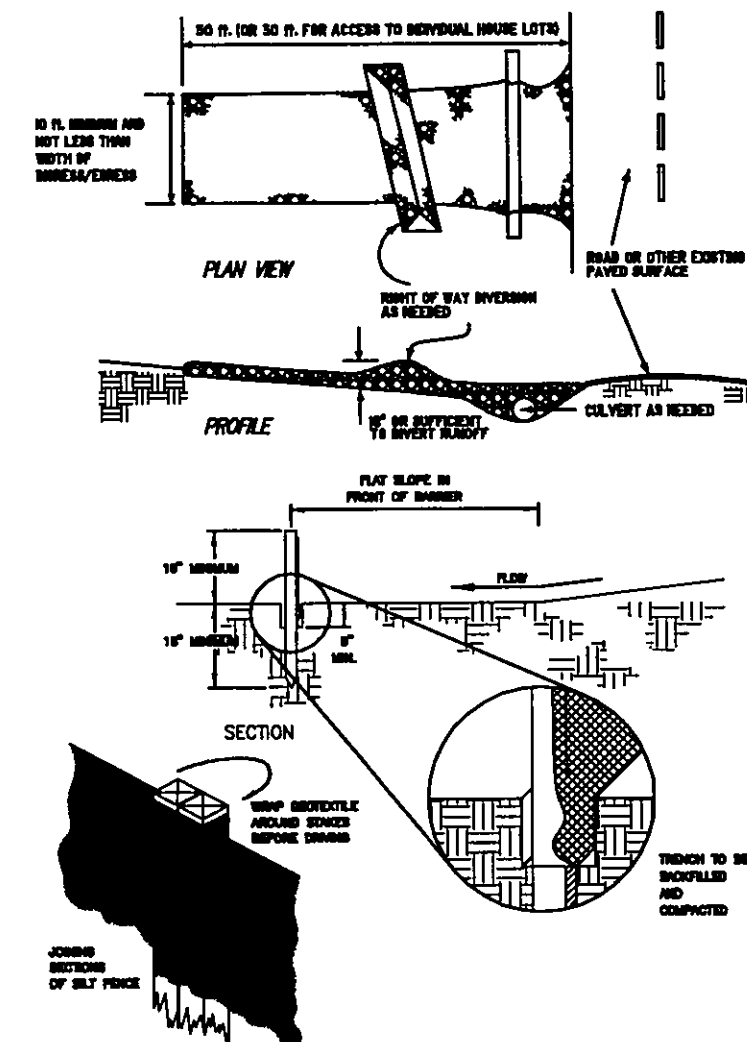 50 ft. (OR 30 ft. FOR ACCESS TO INDIVIDUAL HOUSE LOTS)
10 ft. MINIMUM AND
NOT LESS THAN
WIDTH OF
INGRESS/EGRESS
PLAN VIEW
RIGHT OF WAY DIVERSION
AS NEEDED
ROAD OR OTHER EXISTING
PAVED SURFACE
PROFILE
OR SUFFICIENT
TO DIVERT RUNOFF
CULVERT AS NEEDED
FLAT SLOPE IN
FRONT OF BARRIER
MINIMUM
FLOW
MINIMUM
MIN.
SECTION
WRAP GEOTEXTILE
AROUND STAKES
BEFORE DRIVING
TRENCH TO BE
BACKFILLED
AND
COMPACTED
JOINING
SECTIONS
OF SILT FENCE